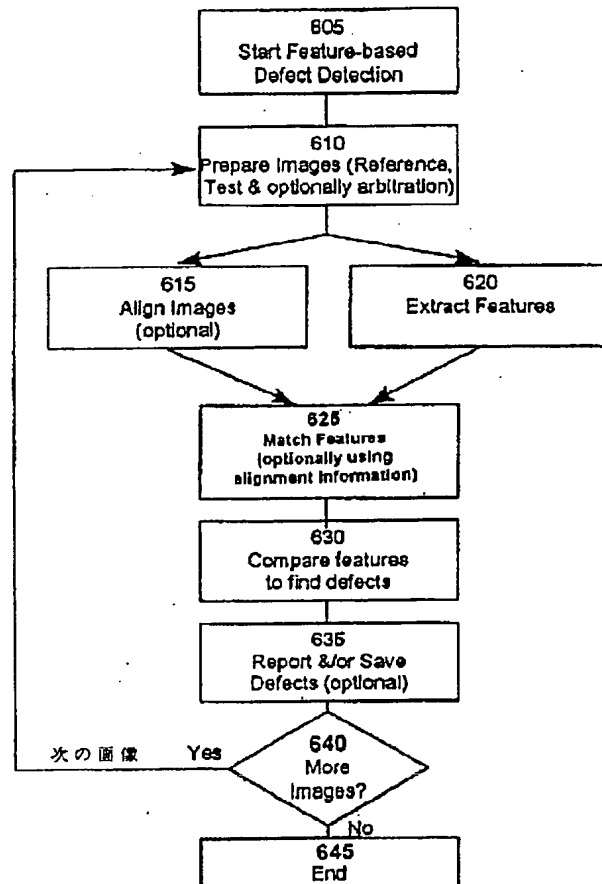 605
Start Feature-based
Defect Detection
610
Prepare Images (Reference,
Test & optionally arbitration)
615
Align Images
(optional)
620
Extract Features
625
Match Features
(optionally using
alignment information)
630
Compare features
to find defects
635
Report &/or Save
Defects (optional)
640
More
Images?
次の画像 Yes
No
645
End